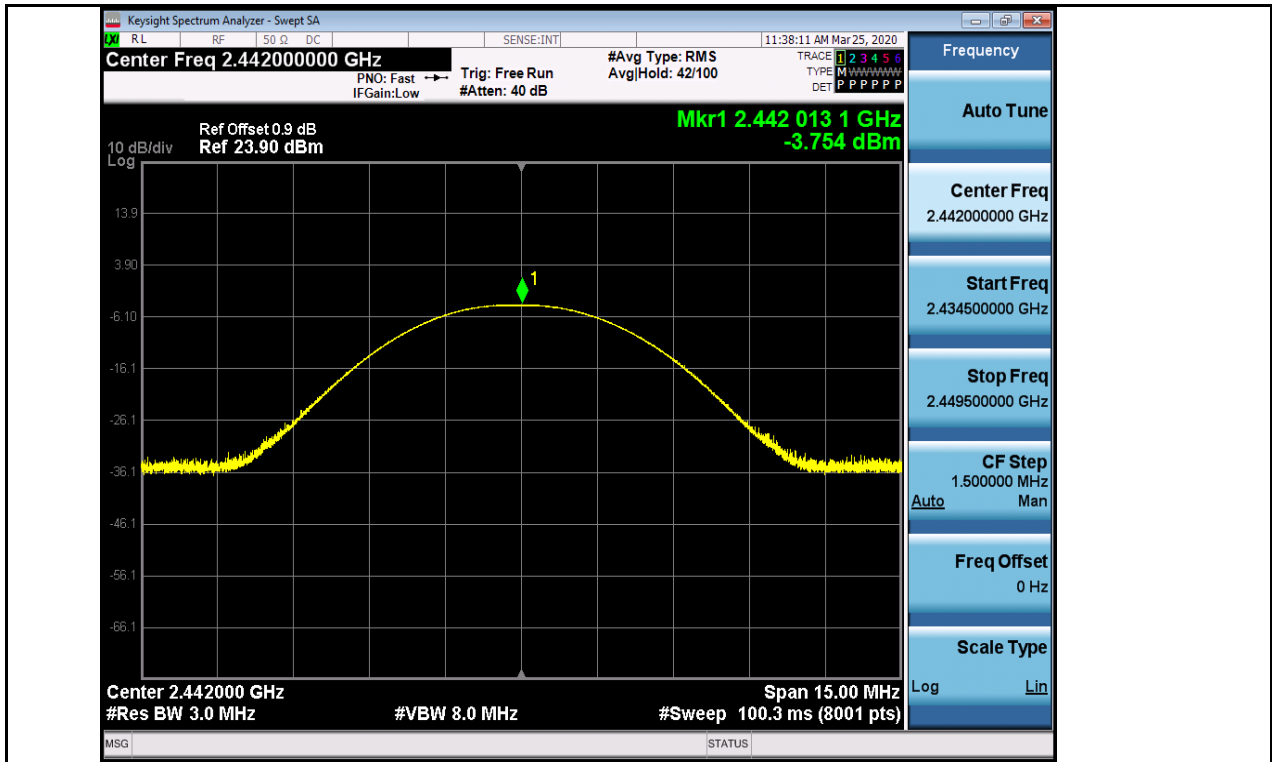 Keysight Spectrum Analyzer - Swept SA
LXI RL RF 50 Ω DC SENSE:INT 11:38:11 AM Mar 25, 2020
Center Freq 2.442000000 GHz
PNO: Fast
IFGain:Low
Trig: Free Run
#Atten: 40 dB
#Avg Type: RMS
Avg|Hold: 42/100
TRACE 1 2 3 4 5 6
TYPE M WWWWW
DET P P P P P P
Mkr1 2.442 013 1 GHz
-3.754 dBm
Ref Offset 0.9 dB
10 dB/div Ref 23.90 dBm
Log
13.9
3.90
-6.10
-16.1
-26.1
-36.1
-46.1
-56.1
-66.1
1
Center 2.442000 GHz Span 15.00 MHz
#Res BW 3.0 MHz #VBW 8.0 MHz #Sweep 100.3 ms (8001 pts)
MSG STATUS
Frequency
Auto Tune
Center Freq
2.442000000 GHz
Start Freq
2.434500000 GHz
Stop Freq
2.449500000 GHz
CF Step
1.500000 MHz
Auto Man
Freq Offset
0 Hz
Scale Type
Log Lin